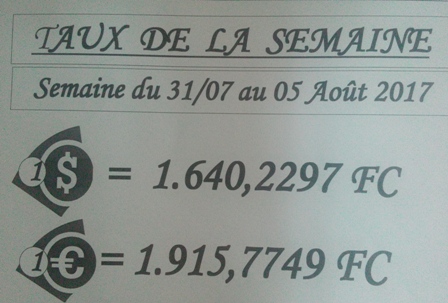 TAUX DE LA SEMAINE
Semaine du 31/07 au 05 Août 2017
1 $ = 1.640,2297 FC
1 € = 1.915,7749 FC